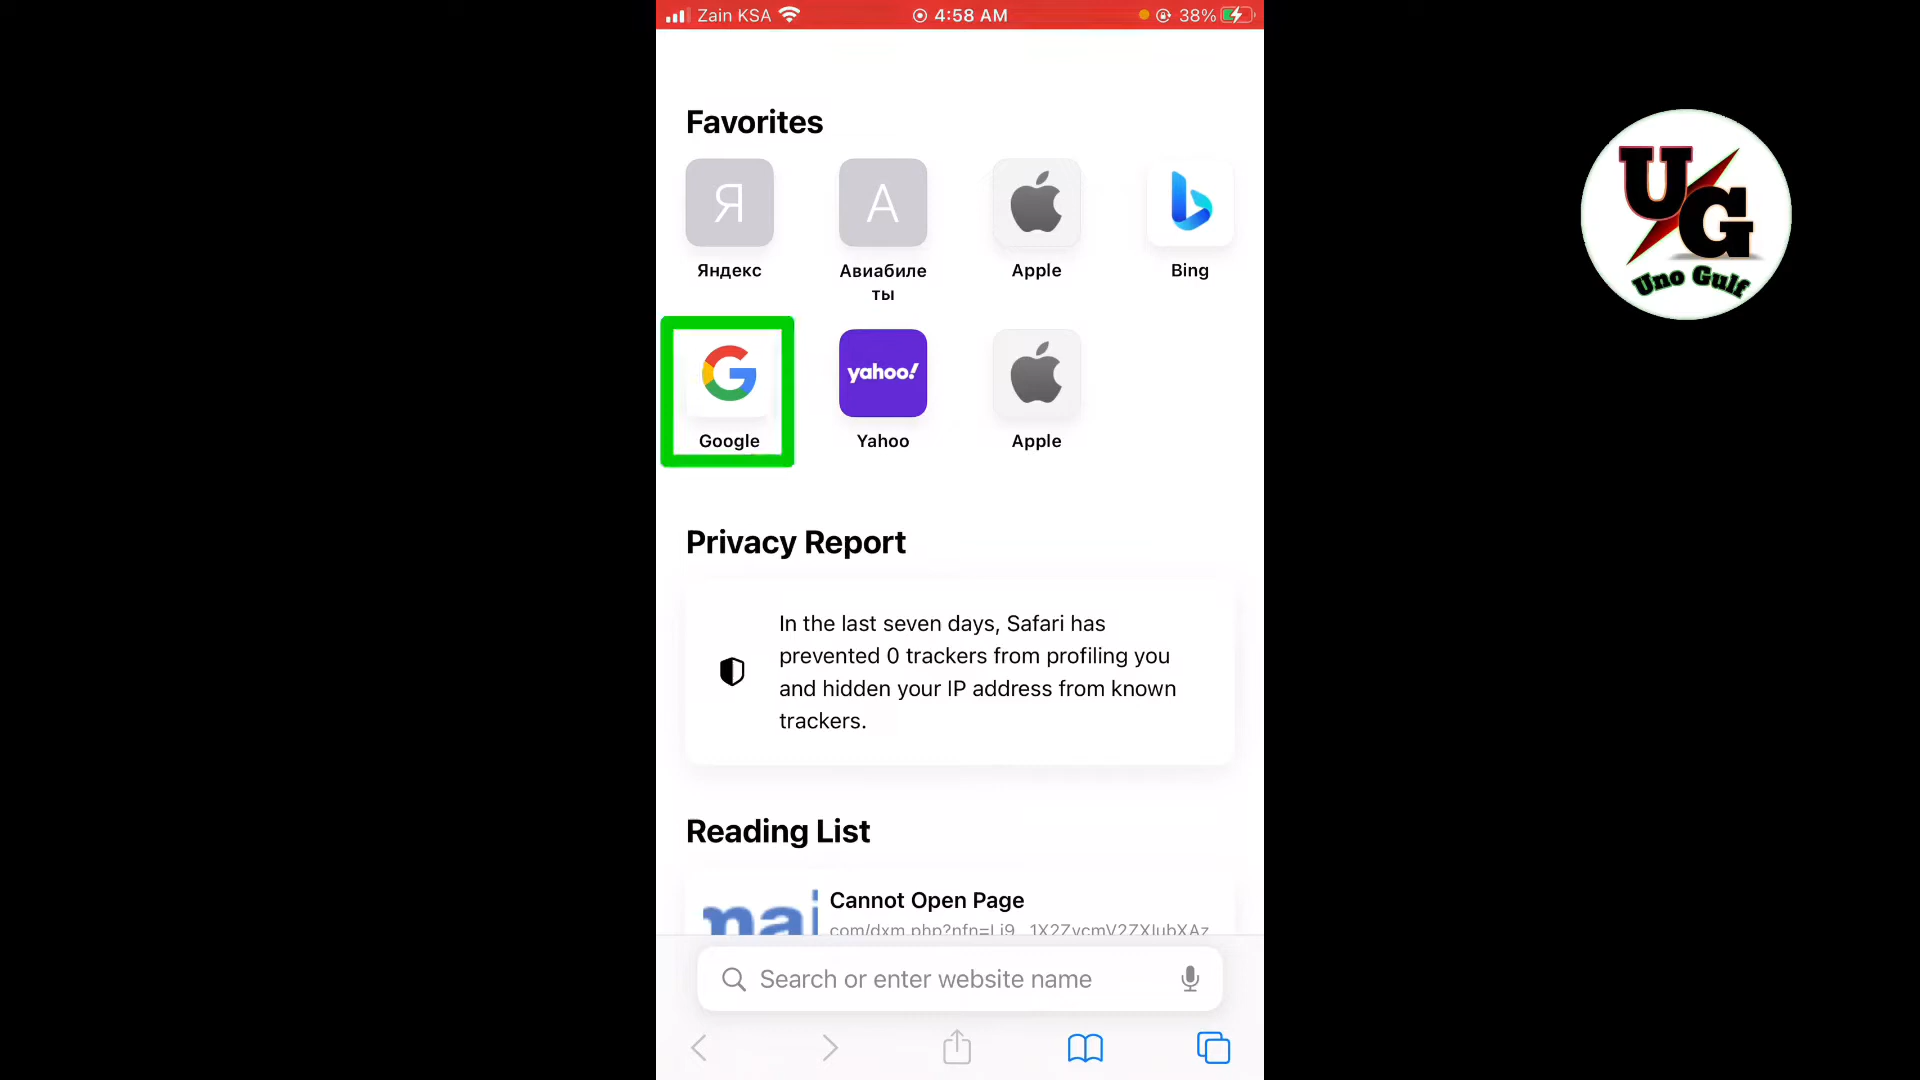 Zain KSA
4:58 AM
38%
Favorites
Я
A
Яндекс
Авиабиле
ты
Apple
Bing
yahoo!
Google
Yahoo
Apple
Privacy Report
In the last seven days, Safari has
prevented 0 trackers from profiling you
and hidden your IP address from known
trackers.
Reading List
Cannot Open Page
Search or enter website name
UG
Uno Gulf